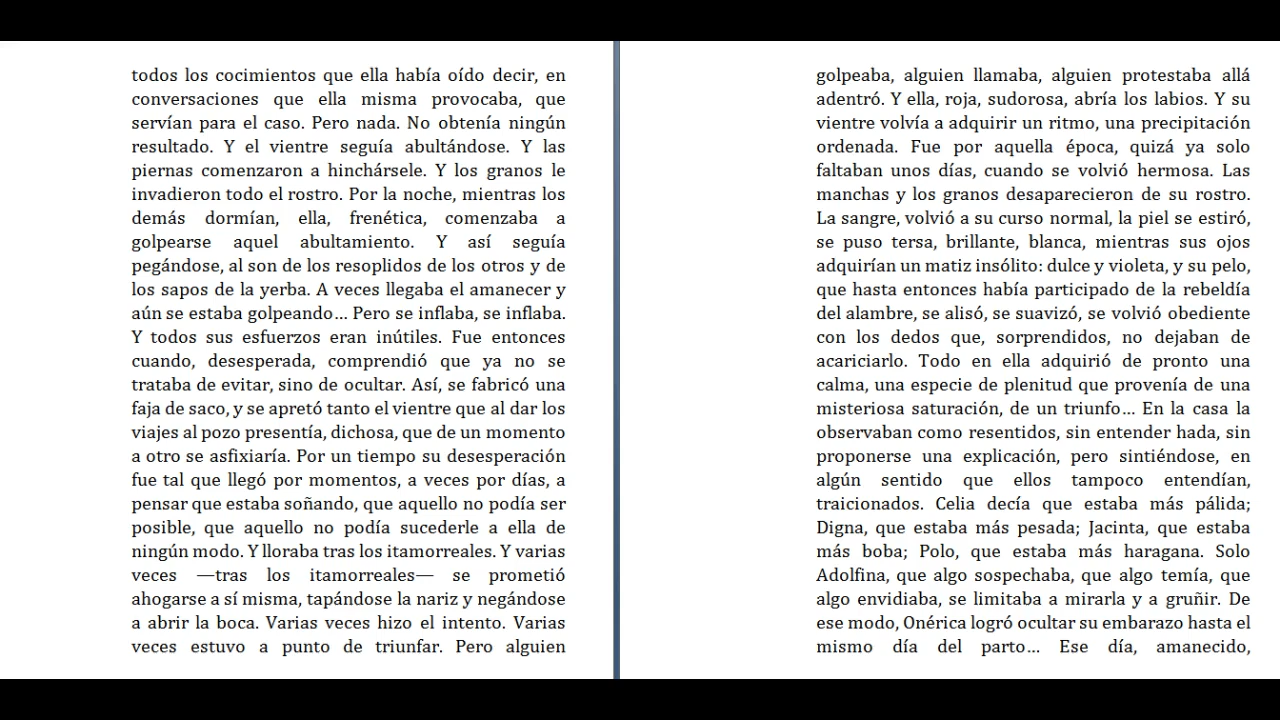 todos los cocimientos que ella había oído decir, en
conversaciones que ella misma provocaba, que
servían para el caso. Pero nada. No obtenía ningún
resultado. Y el vientre seguía abultándose. Y las
piernas comenzaron a hinchársele. Y los granos le
invadieron todo el rostro. Por la noche, mientras los
demás dormían, ella, frenética, comenzaba a
golpearse aquel abultamiento. Y así seguía
pegándose, al son de los resoplidos de los otros y de
los sapos de la yerba. A veces llegaba el amanecer y
aún se estaba golpeando… Pero se inflaba, se inflaba.
Y todos sus esfuerzos eran inútiles. Fue entonces
cuando, desesperada, comprendió que ya no se
trataba de evitar, sino de ocultar. Así, se fabricó una
faja de saco, y se apretó tanto el vientre que al dar los
viajes al pozo presentía, dichosa, que de un momento
a otro se asfixiaría. Por un tiempo su desesperación
fue tal que llegó por momentos, a veces por días, a
pensar que estaba soñando, que aquello no podía ser
posible, que aquello no podía sucederle a ella de
ningún modo. Y lloraba tras los itamorreales. Y varias
veces —tras los itamorreales— se prometió
ahogarse a sí misma, tapándose la nariz y negándose
a abrir la boca. Varias veces hizo el intento. Varias
veces estuvo a punto de triunfar. Pero alguien
golpeaba, alguien llamaba, alguien protestaba allá
adentró. Y ella, roja, sudorosa, abría los labios. Y su
vientre volvía a adquirir un ritmo, una precipitación
ordenada. Fue por aquella época, quizá ya solo
faltaban unos días, cuando se volvió hermosa. Las
manchas y los granos desaparecieron de su rostro.
La sangre, volvió a su curso normal, la piel se estiró,
se puso tersa, brillante, blanca, mientras sus ojos
adquirían un matiz insólito: dulce y violeta, y su pelo,
que hasta entonces había participado de la rebeldía
del alambre, se alisó, se suavizó, se volvió obediente
con los dedos que, sorprendidos, no dejaban de
acariciarlo. Todo en ella adquirió de pronto una
calma, una especie de plenitud que provenía de una
misteriosa saturación, de un triunfo… En la casa la
observaban como resentidos, sin entender hada, sin
proponerse una explicación, pero sintiéndose, en
algún sentido que ellos tampoco entendían,
traicionados. Celia decía que estaba más pálida;
Digna, que estaba más pesada; Jacinta, que estaba
más boba; Polo, que estaba más haragana. Solo
Adolfina, que algo sospechaba, que algo temía, que
algo envidiaba, se limitaba a mirarla y a gruñir. De
ese modo, Onérica logró ocultar su embarazo hasta el
mismo día del parto… Ese día, amanecido,